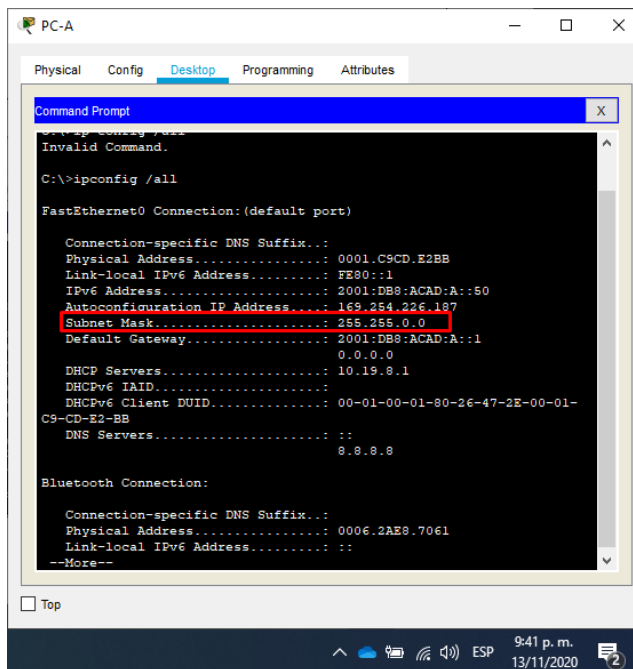 PC-A
Physical Config Desktop Programming Attributes
Command Prompt X
C:\>ip config /all
Invalid Command.
C:\>ipconfig /all
FastEthernet0 Connection:(default port)
Connection-specific DNS Suffix..:
Physical Address................: 0001.C9CD.E2BB
Link-local IPv6 Address.........: FE80::1
IPv6 Address....................: 2001:DB8:ACAD:A::50
Autoconfiguration IP Address....: 169.254.226.187
Subnet Mask.....................: 255.255.0.0
Default Gateway.................: 2001:DB8:ACAD:A::1
0.0.0.0
DHCP Servers....................: 10.19.8.1
DHCPv6 IAID.....................:
DHCPv6 Client DUID..............: 00-01-00-01-80-26-47-2E-00-01-
C9-CD-E2-BB
DNS Servers.....................: ::
8.8.8.8
Bluetooth Connection:
Connection-specific DNS Suffix..:
Physical Address................: 0006.2AE8.7061
Link-local IPv6 Address.........: ::
--More--
Top
ESP
9:41 p. m.
13/11/2020
2